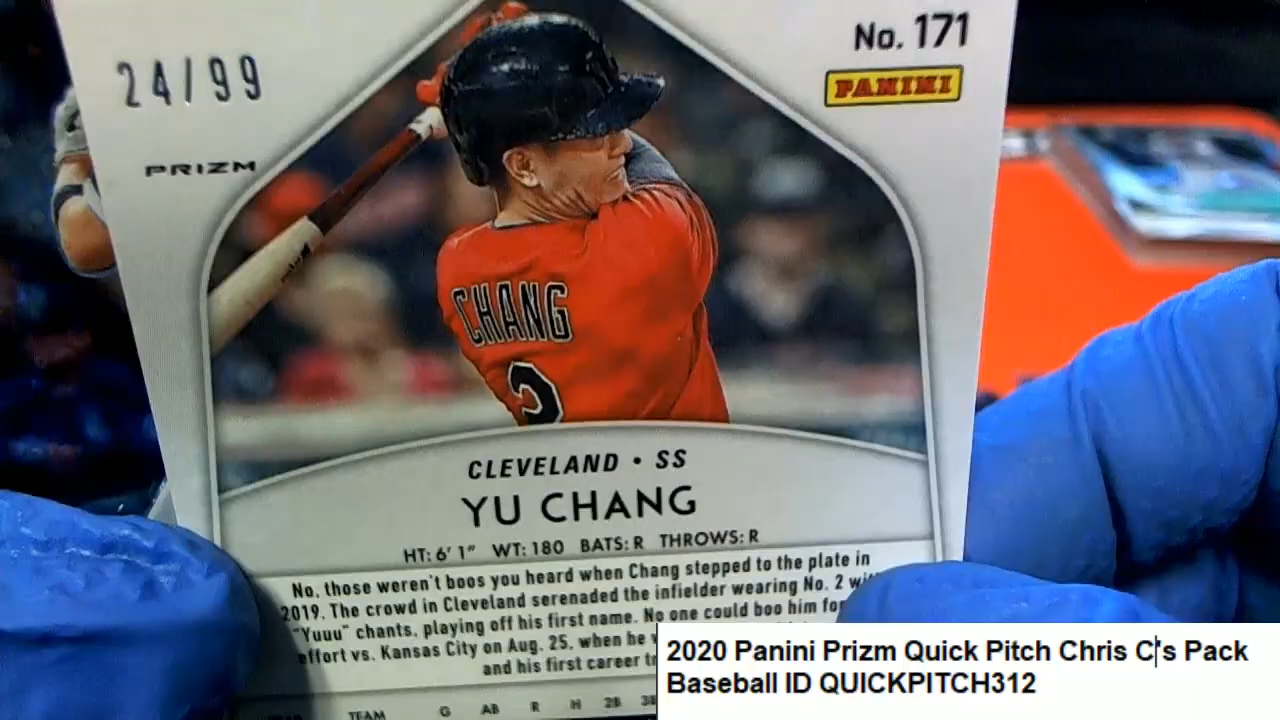 24/99
PRIZM
No. 171
PANINI
CHANG
2
CLEVELAND • SS
YU CHANG
HT: 6' 1" WT: 180 BATS: R THROWS: R
No, those weren't boos you heard when Chang stepped to the plate in
2019. The crowd in Cleveland serenaded the infielder wearing No. 2
"Yuuu" chants, playing off his first name. No one could boo him for
effort vs. Kansas City on Aug. 25, when he
and his first career
TEAM G AB R H 2B
2020 Panini Prizm Quick Pitch Chris C's Pack
Baseball ID QUICKPITCH312